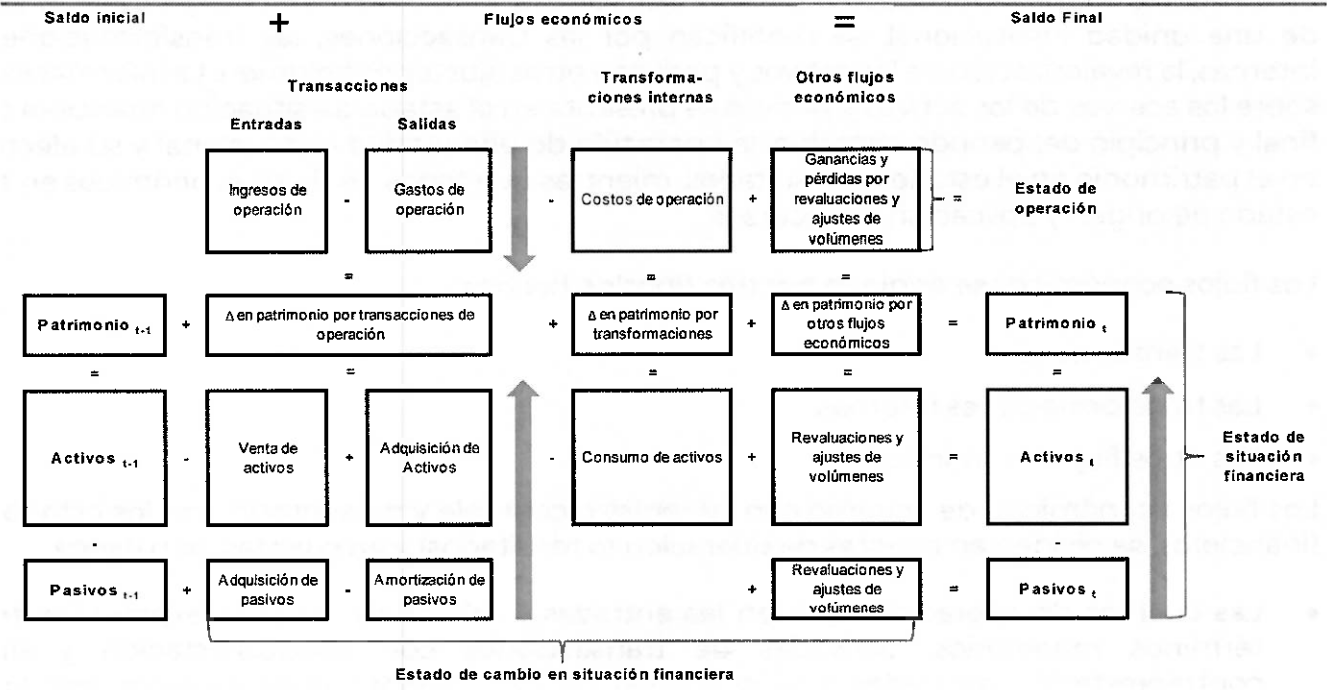 Saldo inicial + Flujos económicos = Saldo Final
Transacciones
Transforma-
ciones internas
Otros flujos
económicos
Entradas Salidas
Ingresos de
operación
-
Gastos de
operación
-
Costos de operación
+
Ganancias y
pérdidas por
revaluaciones y
ajustes de
volúmenes
=
Estado de
operación
= = =
Patrimonio t-1
+
Δ en patrimonio por transacciones de
operación
+
Δ en patrimonio por
transformaciones
+
Δ en patrimonio por
otros flujos
económicos
=
Patrimonio t
= = = = =
Activos t-1
-
Venta de
activos
+
Adquisición de
Activos
-
Consumo de activos
+
Revaluaciones y
ajustes de
volúmenes
=
Activos t
Estado de
situación
financiera
- -
Pasivos t-1
+
Adquisición de
pasivos
-
Amortización de
pasivos
+
Revaluaciones y
ajustes de
volúmenes
=
Pasivos t
Estado de cambio en situación financiera